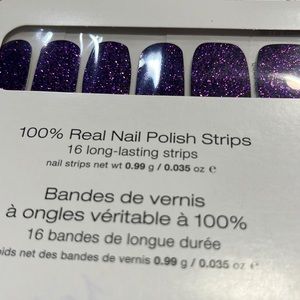 100% Real Nail Polish Strips
16 long-lasting strips
nail strips net wt 0.99 g / 0.035 oz ℮
Bandes de vernis
à ongles véritable à 100%
16 bandes de longue durée
oids net des bandes de vernis 0.99 g / 0.035 oz ℮